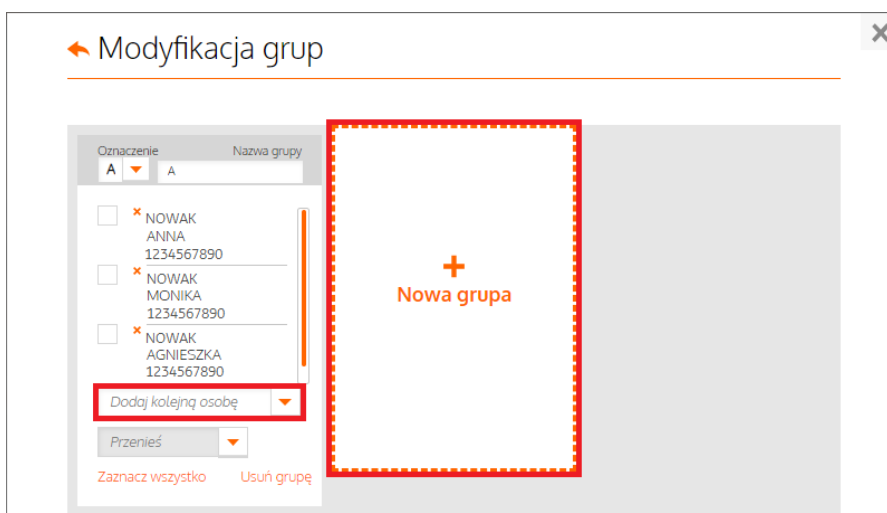 Modyfikacja grup
Oznaczenie Nazwa grupy
A A
NOWAK
ANNA
1234567890
NOWAK
MONIKA
1234567890
NOWAK
AGNIESZKA
1234567890
Dodaj kolejną osobę
Przenieś
Zaznacz wszystko Usuń grupę
Nowa grupa